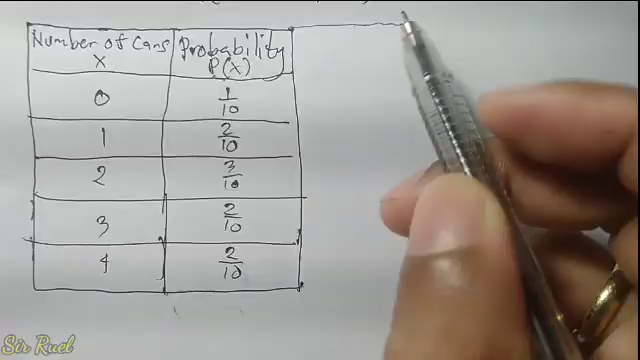 Number of Cans Probability
X P(X)
0 1/10
1 2/10
2 3/10
3 2/10
4 2/10
Sir Ruel